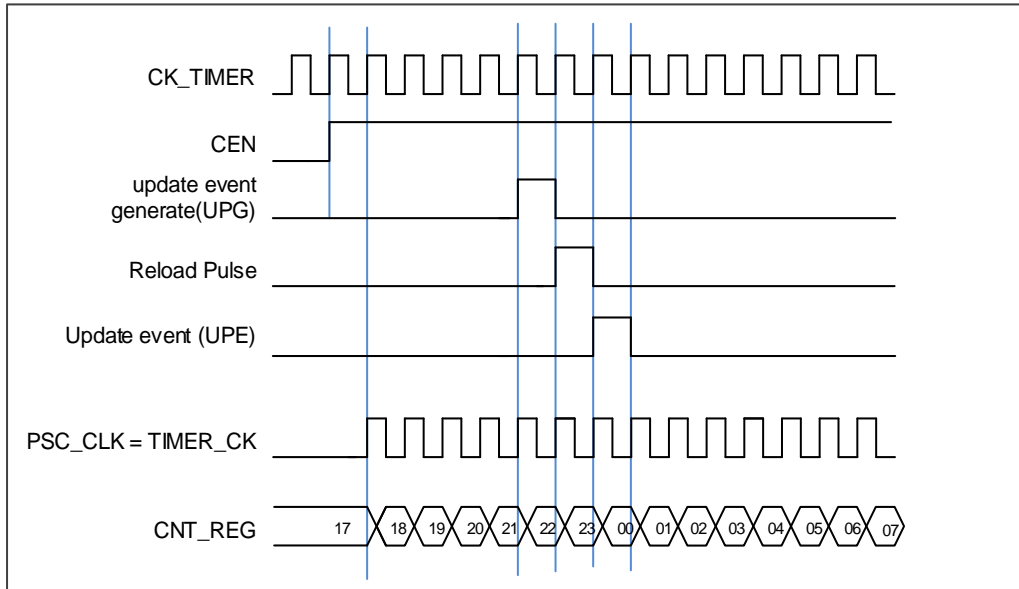 CK_TIMER
CEN
update event
generate(UPG)
Reload Pulse
Update event (UPE)
PSC_CLK = TIMER_CK
CNT_REG 17 18 19 20 21 22 23 00 01 02 03 04 05 06 07